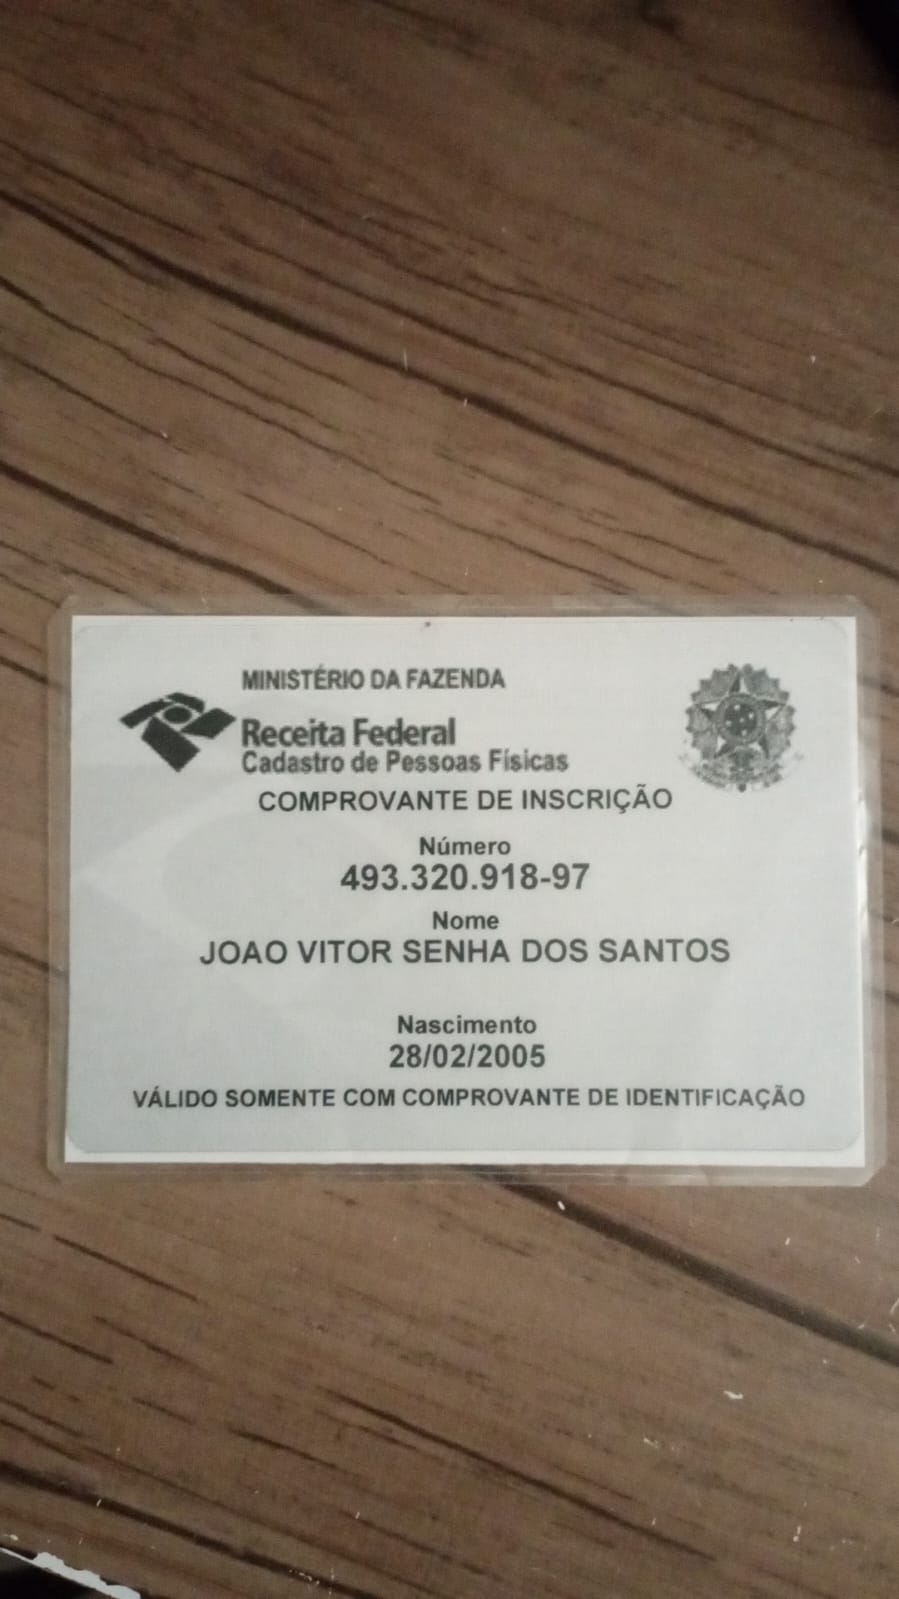 MINISTÉRIO DA FAZENDA
Receita Federal
Cadastro de Pessoas Físicas
COMPROVANTE DE INSCRIÇÃO
Número
493.320.918-97
Nome
JOAO VITOR SENHA DOS SANTOS
Nascimento
28/02/2005
VÁLIDO SOMENTE COM COMPROVANTE DE IDENTIFICAÇÃO